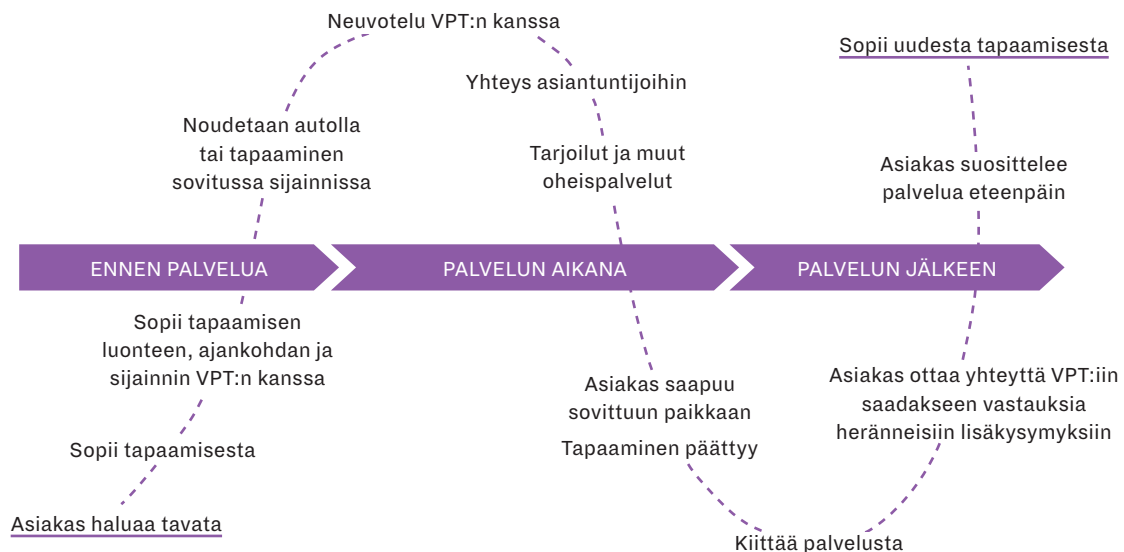 Neuvotelu VPT:n kanssa
Sopii uudesta tapaamisesta
Yhteys asiantuntijoihin
Noudetaan autolla
tai tapaaminen
sovitussa sijainnissa
Tarjoilut ja muut
oheispalvelut
Asiakas suosittelee
palvelua eteenpäin
ENNEN PALVELUA
PALVELUN AIKANA
PALVELUN JÄLKEEN
Sopii tapaamisen
luonteen, ajankohdan ja
sijainnin VPT:n kanssa
Asiakas saapuu
sovittuun paikkaan
Asiakas ottaa yhteyttä VPT:iin
saadakseen vastauksia
heränneisiin lisäkysymyksiin
Sopii tapaamisesta
Tapaaminen päättyy
Asiakas haluaa tavata
Kiittää palvelusta